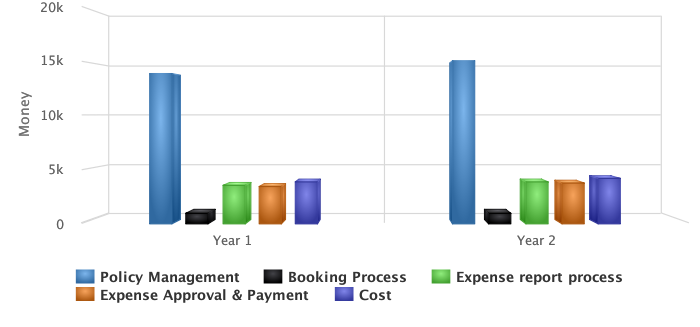 20k
15k
10k
5k
0
Money
Year 1 Year 2
Policy Management Booking Process Expense report process
Expense Approval & Payment Cost